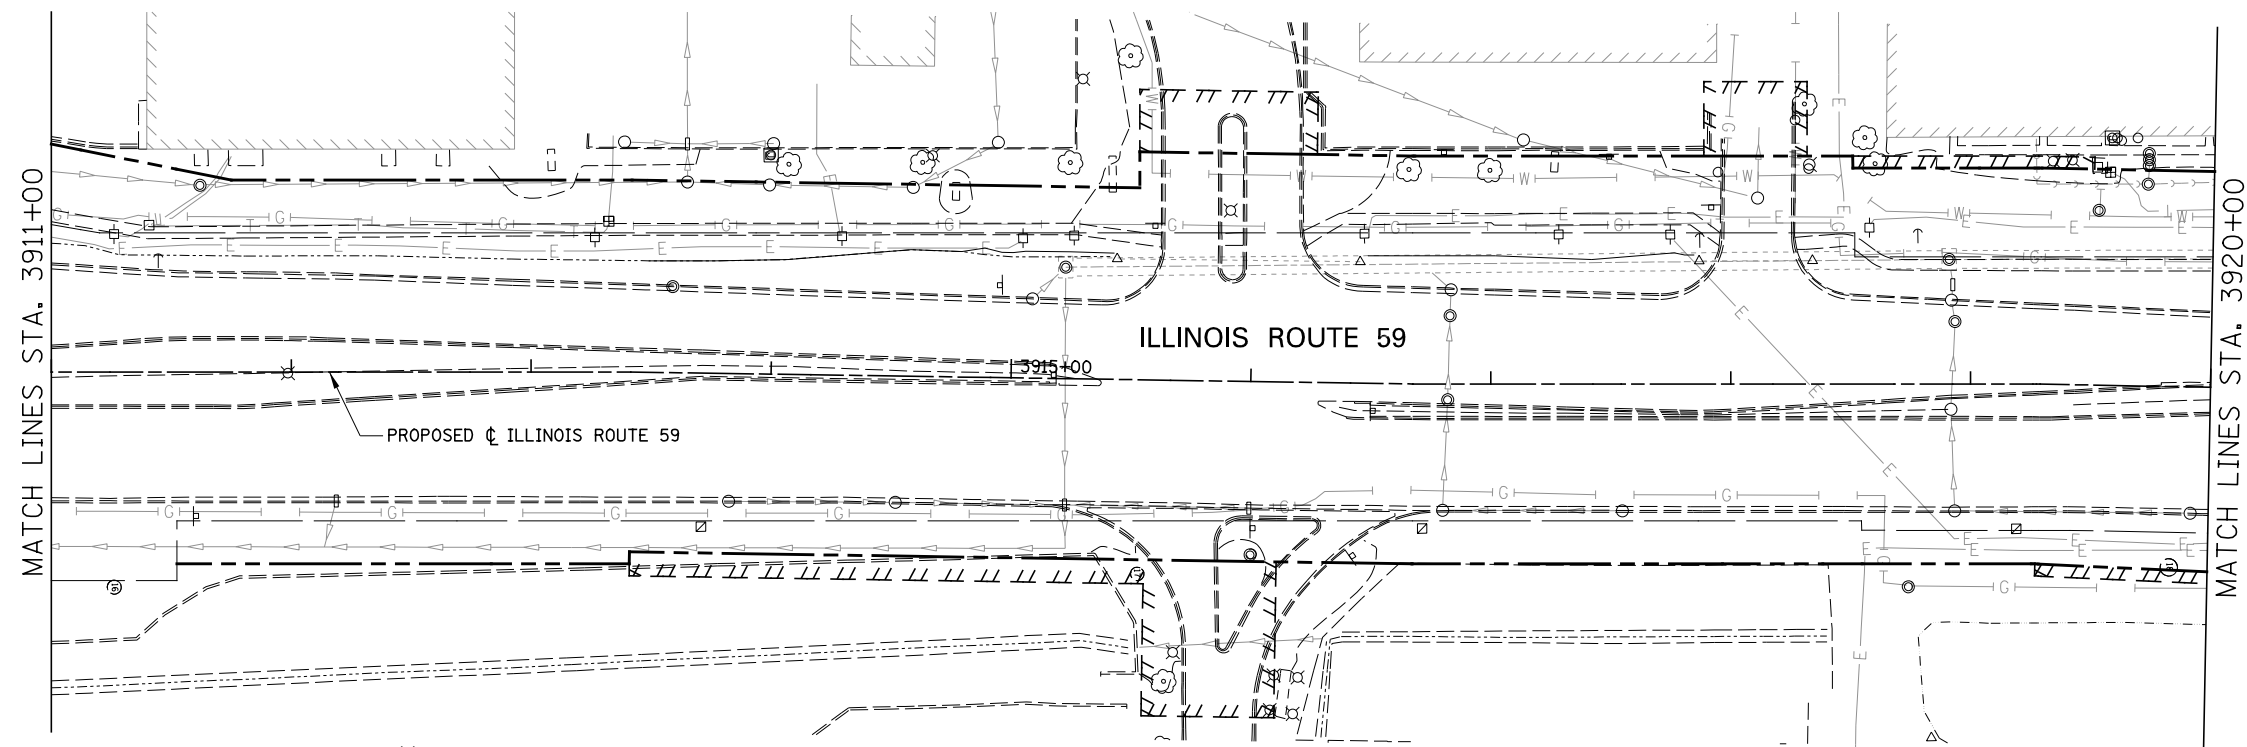 MATCH LINES STA. 3911+00
ILLINOIS ROUTE 59
3915+00
PROPOSED ℄ ILLINOIS ROUTE 59
MATCH LINES STA. 3920+00